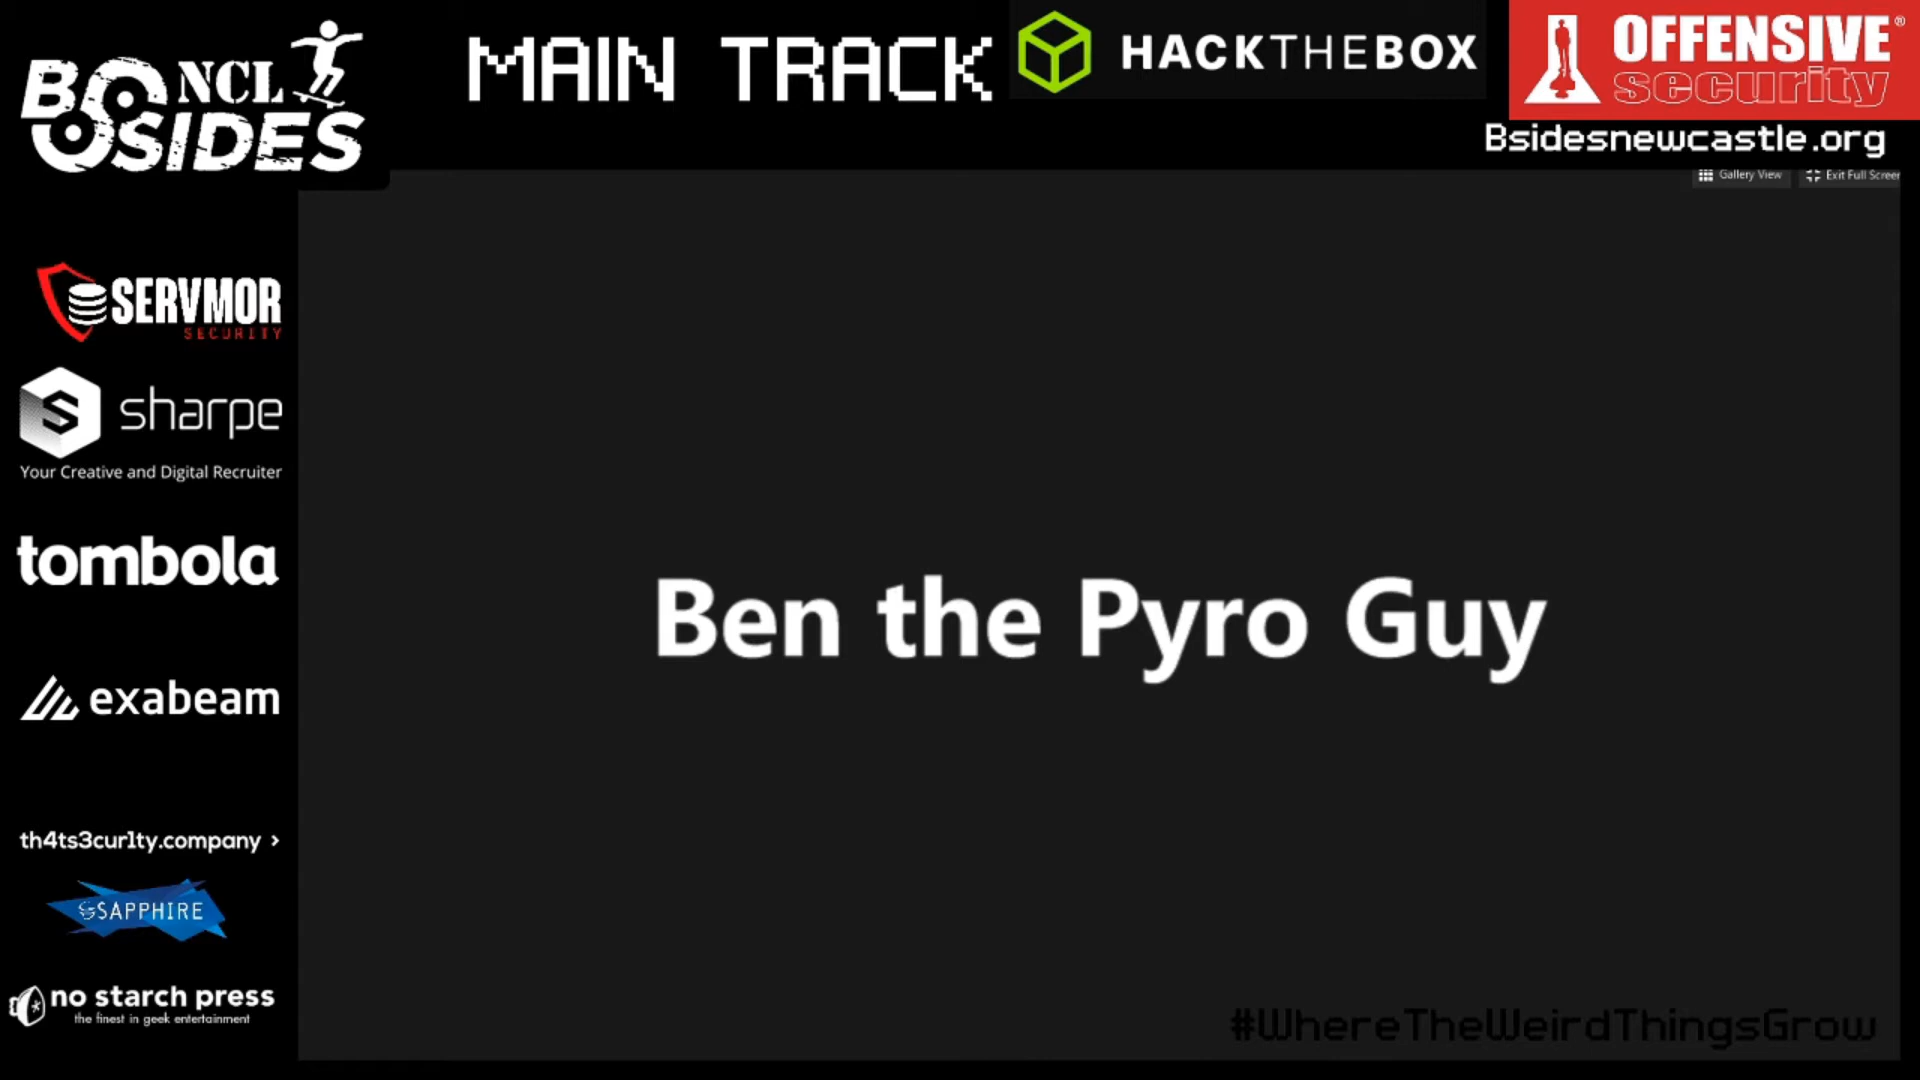 BSIDES NCL
MAIN TRACK
HACKTHEBOX
OFFENSIVE®
security
Bsidesnewcastle.org
Gallery View
Exit Full Screen
SERVMOR
SECURITY
sharpe
Your Creative and Digital Recruiter
tombola
exabeam
Ben the Pyro Guy
th4ts3cur1ty.company >
SAPPHIRE
no starch press
the finest in geek entertainment
#WhereTheWeirdThingsGrow